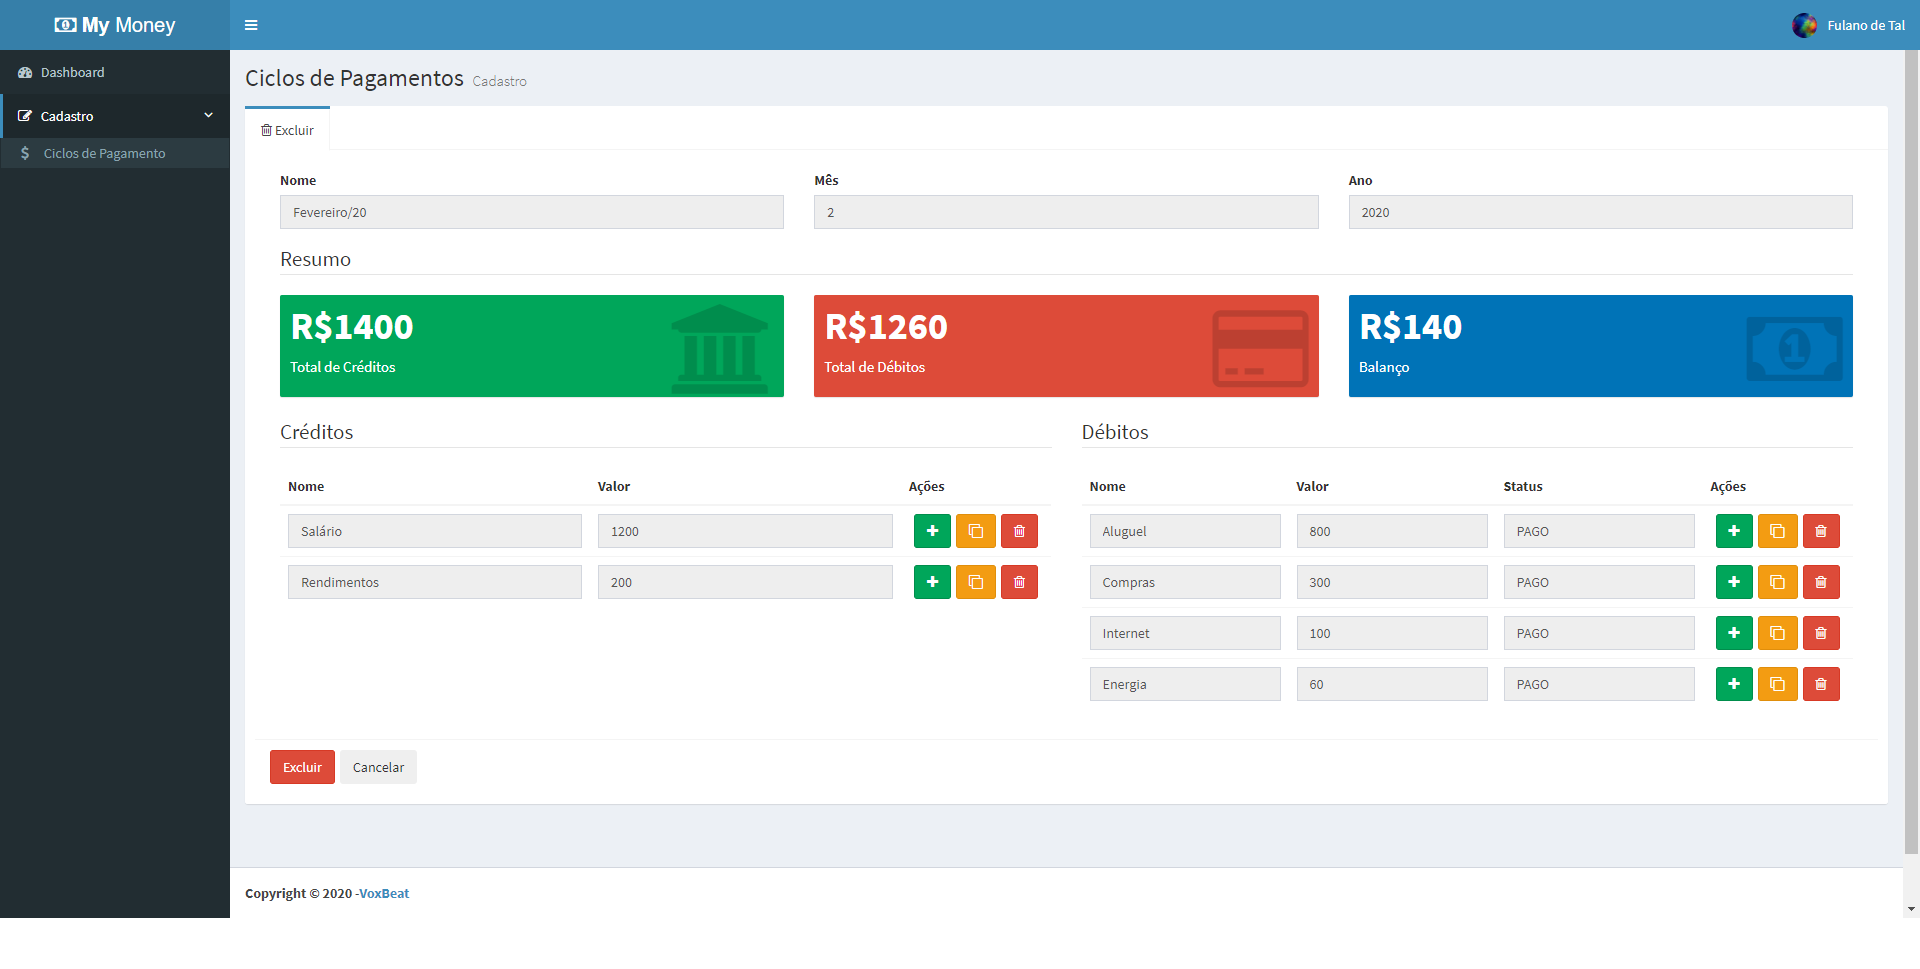 My Money
Fulano de Tal
Dashboard
Cadastro
Ciclos de Pagamento
Ciclos de Pagamentos Cadastro
Excluir
Nome Mês Ano
Fevereiro/20 2 2020
Resumo
R$1400
Total de Créditos
R$1260
Total de Débitos
R$140
Balanço
1
Créditos
Nome Valor Ações
Salário 1200
Rendimentos 200
Débitos
Nome Valor Status Ações
Aluguel 800 PAGO
Compras 300 PAGO
Internet 100 PAGO
Energia 60 PAGO
Excluir Cancelar
Copyright © 2020 -VoxBeat